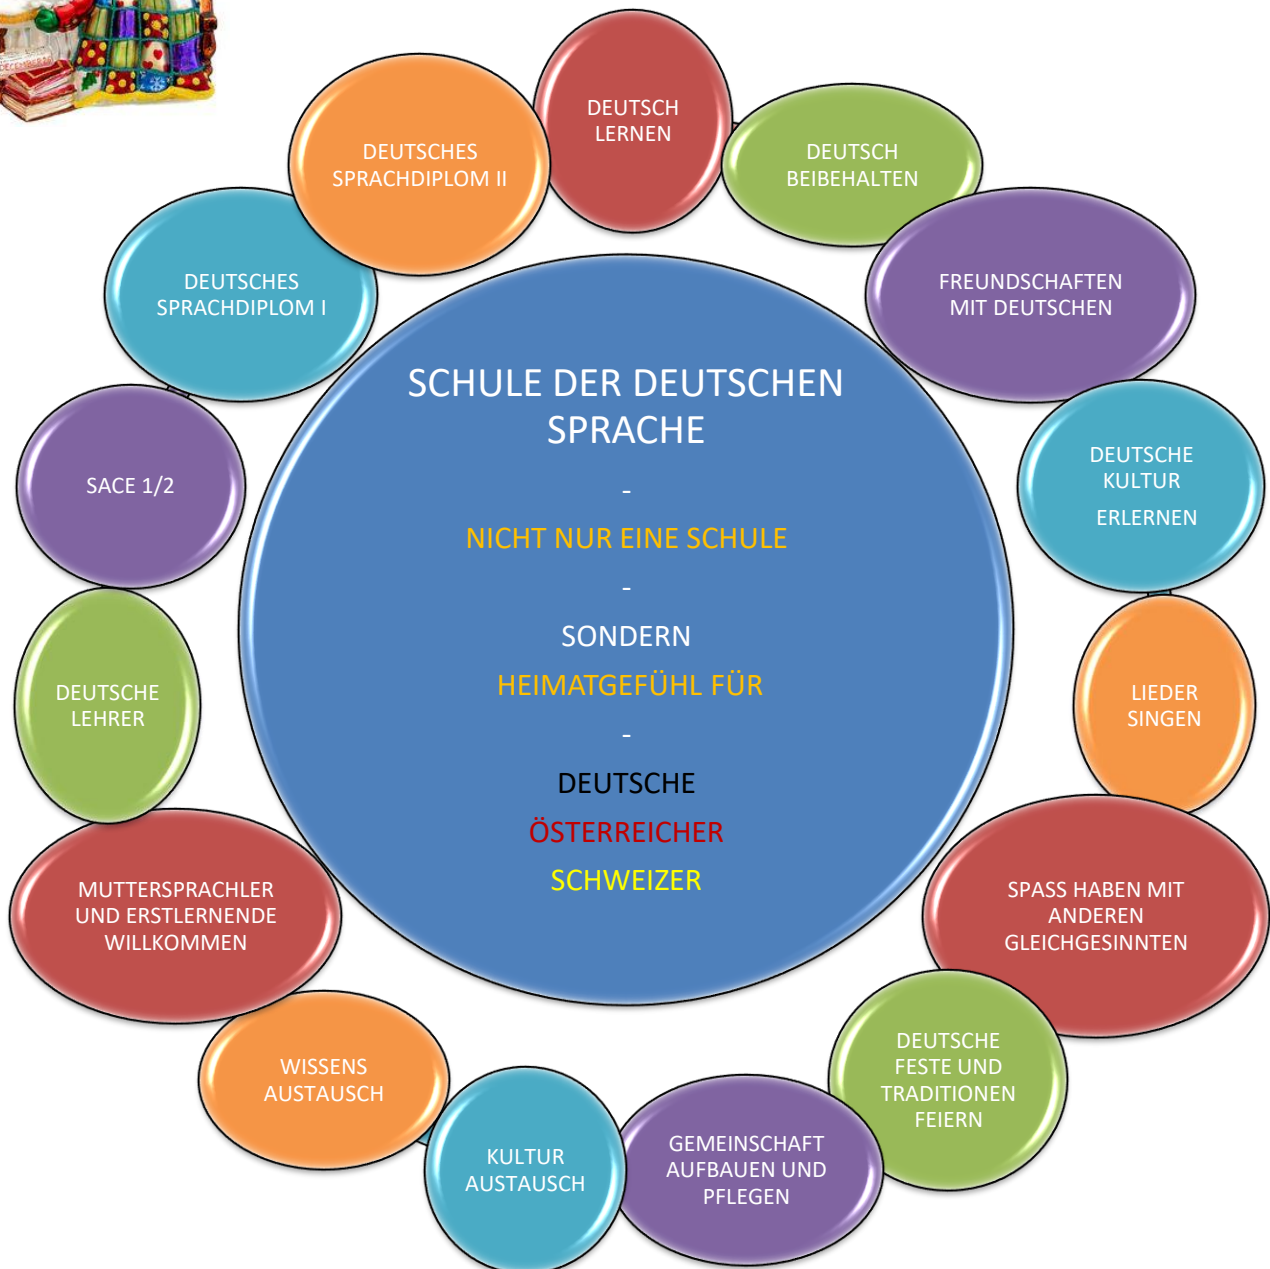 SCHULE DER DEUTSCHEN
SPRACHE
-
NICHT NUR EINE SCHULE
-
SONDERN
HEIMATGEFÜHL FÜR
-
DEUTSCHE
ÖSTERREICHER
SCHWEIZER
DEUTSCH
LERNEN
DEUTSCH
BEIBEHALTEN
FREUNDSCHAFTEN
MIT DEUTSCHEN
DEUTSCHE
KULTUR
ERLERNEN
LIEDER
SINGEN
SPASS HABEN MIT
ANDEREN
GLEICHGESINNTEN
DEUTSCHE
FESTE UND
TRADITIONEN
FEIERN
GEMEINSCHAFT
AUFBAUEN UND
PFLEGEN
KULTUR
AUSTAUSCH
WISSENS
AUSTAUSCH
MUTTERSPRACHLER
UND ERSTLERNENDE
WILLKOMMEN
DEUTSCHE
LEHRER
SACE 1/2
DEUTSCHES
SPRACHDIPLOM I
DEUTSCHES
SPRACHDIPLOM II